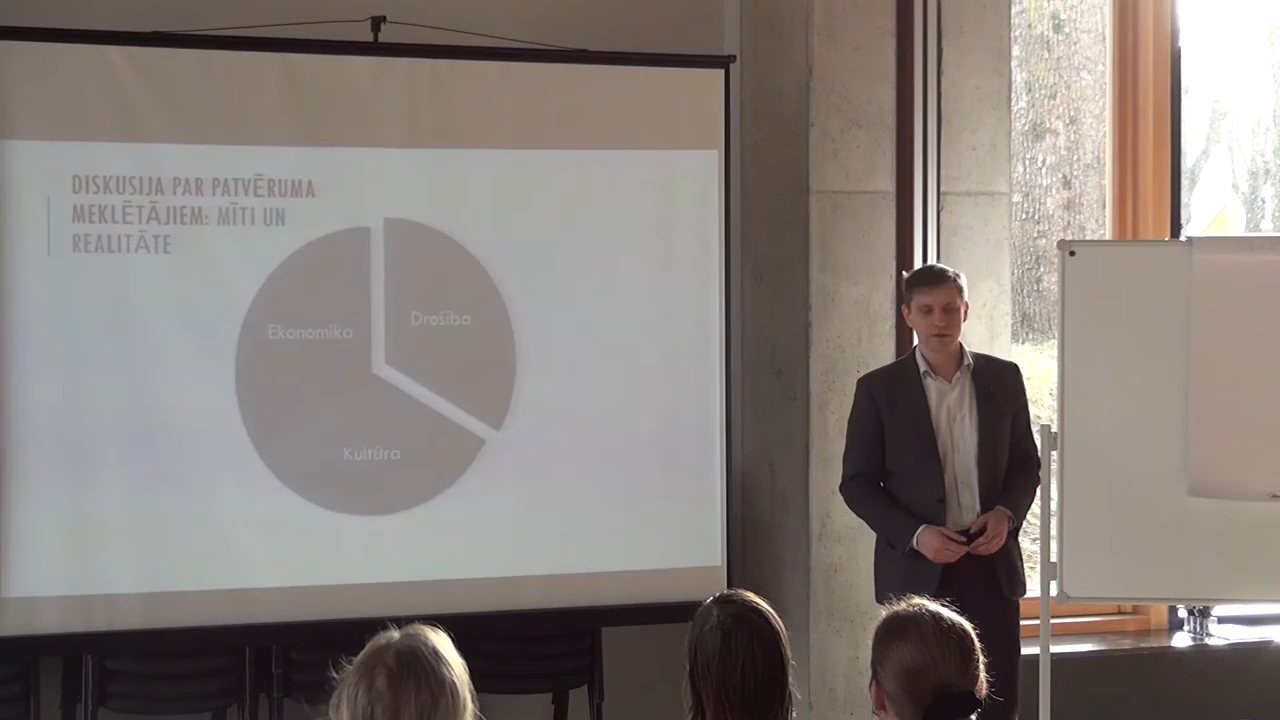 DISKUSIJA PAR PATVĒRUMA
MEKLĒTĀJIEM: MĪTI UN
REALITĀTE
Ekonomika
Drošība
Kultūra